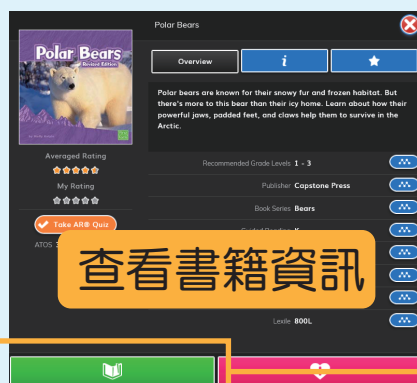 Polar Bears
Polar Bears
Revised Edition
Overview
i
Polar bears are known for their snowy fur and frozen habitat. But
there's more to this bear than their icy home. Learn about how their
powerful jaws, padded feet, and claws help them to survive in the
Arctic.
Averaged Rating
My Rating
Take AR® Quiz
ATOS
Recommended Grade Levels 1 - 3
Publisher Capstone Press
Book Series Bears
查看書籍資訊
Lexile 800L